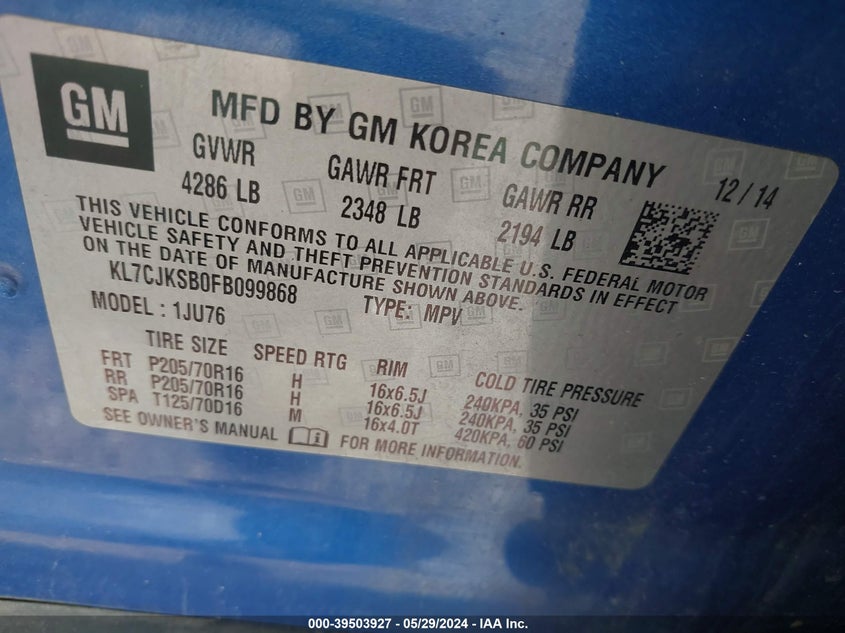 GM
MFD BY GM KOREA COMPANY
12/14
GVWR GAWR FRT GAWR RR
4286 LB 2348 LB 2194 LB
THIS VEHICLE CONFORMS TO ALL APPLICABLE U.S. FEDERAL MOTOR
VEHICLE SAFETY AND THEFT PREVENTION STANDARDS IN EFFECT
ON THE DATE OF MANUFACTURE SHOWN ABOVE.
KL7CJKSB0FB099868 TYPE: MPV
MODEL : 1JU76
TIRE SIZE SPEED RTG RIM COLD TIRE PRESSURE
FRT P205/70R16 H 16x6.5J 240KPA, 35 PSI
RR P205/70R16 H 16x6.5J 240KPA, 35 PSI
SPA T125/70D16 M 16x4.0T 420KPA, 60 PSI
SEE OWNER'S MANUAL FOR MORE INFORMATION.
000-39503927 - 05/29/2024 - IAA Inc.